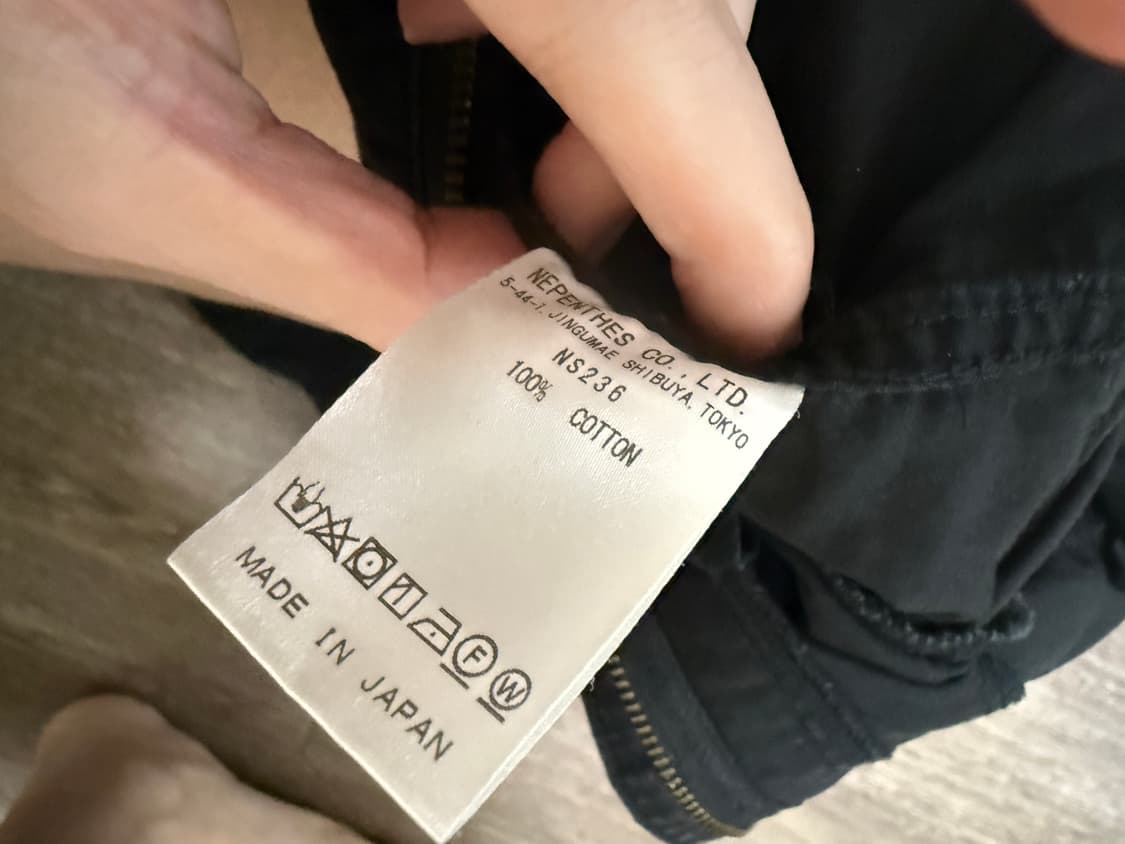 NEPENTHES CO., LTD.
5-44-1, JINGUMAE SHIBUYA, TOKYO
NS236
100% COTTON
F W
MADE IN JAPAN